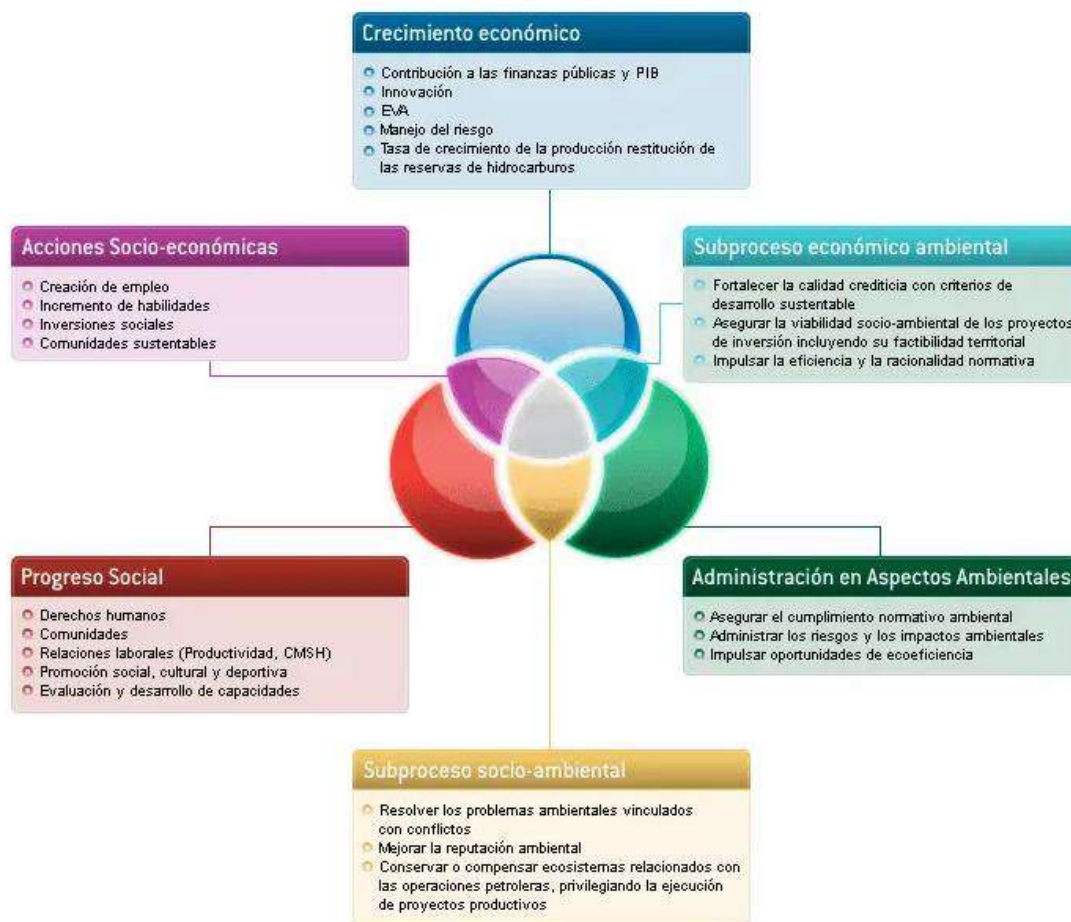 Crecimiento económico
Contribución a las finanzas públicas y PIB
Innovación
EVA
Manejo del riesgo
Tasa de crecimiento de la producción restitución de
las reservas de hidrocarburos
Acciones Socio-económicas
Creación de empleo
Incremento de habilidades
Inversiones sociales
Comunidades sustentables
Subproceso económico ambiental
Fortalecer la calidad crediticia con criterios de
desarrollo sustentable
Asegurar la viabilidad socio-ambiental de los proyectos
de inversión incluyendo su factibilidad territorial
Impulsar la eficiencia y la racionalidad normativa
Progreso Social
Derechos humanos
Comunidades
Relaciones laborales (Productividad, CMSH)
Promoción social, cultural y deportiva
Evaluación y desarrollo de capacidades
Administración en Aspectos Ambientales
Asegurar el cumplimiento normativo ambiental
Administrar los riesgos y los impactos ambientales
Impulsar oportunidades de ecoeficiencia
Subproceso socio-ambiental
Resolver los problemas ambientales vinculados
con conflictos
Mejorar la reputación ambiental
Conservar o compensar ecosistemas relacionados con
las operaciones petroleras, privilegiando la ejecución
de proyectos productivos